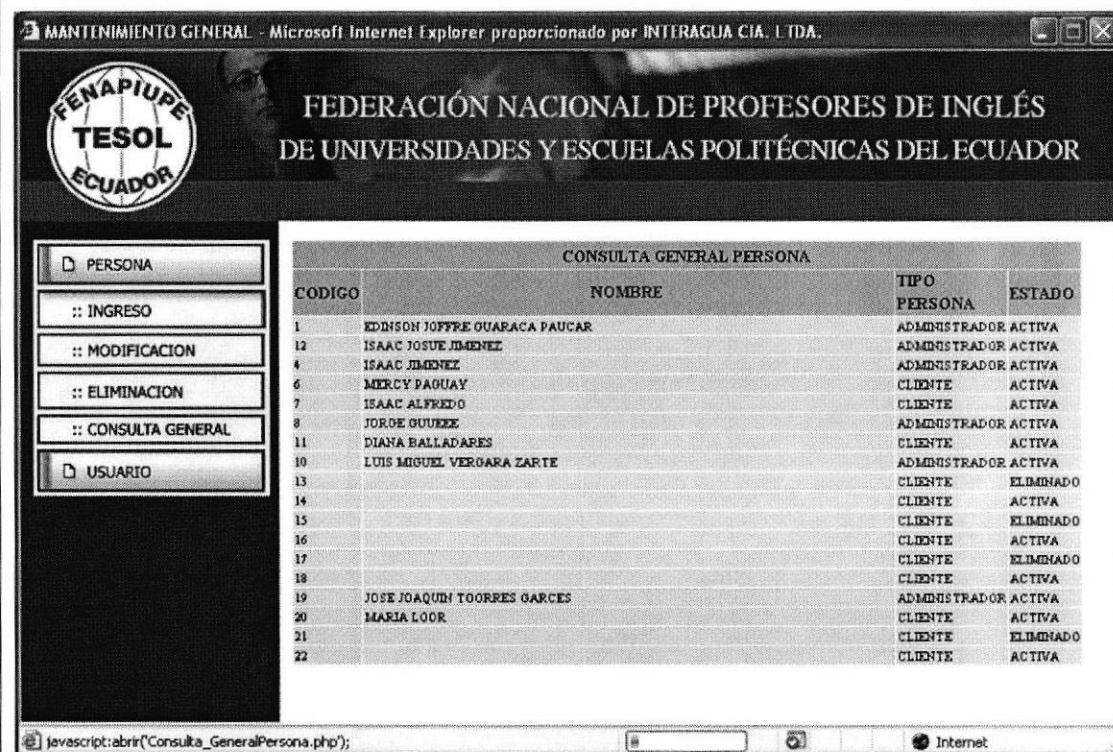 MANTENIMIENTO GENERAL - Microsoft Internet Explorer proporcionado por INTERAGUA CIA. LTDA.
FENAPIUPE
TESOL
ECUADOR
FEDERACIÓN NACIONAL DE PROFESORES DE INGLÉS
DE UNIVERSIDADES Y ESCUELAS POLITÉCNICAS DEL ECUADOR
PERSONA
:: INGRESO
:: MODIFICACION
:: ELIMINACION
:: CONSULTA GENERAL
USUARIO
CONSULTA GENERAL PERSONA
CODIGO NOMBRE TIPO PERSONA ESTADO
1 EDINSON JOFFRE GUARACA PAUCAR ADMINISTRADOR ACTIVA
12 ISAAC JOSUE JIMENEZ ADMINISTRADOR ACTIVA
4 ISAAC JIMENEZ ADMINISTRADOR ACTIVA
6 MERCY PAGUAY CLIENTE ACTIVA
7 ISAAC ALFREDO CLIENTE ACTIVA
8 JORGE GUUEEE ADMINISTRADOR ACTIVA
11 DIANA BALLADARES CLIENTE ACTIVA
10 LUIS MIGUEL VERGARA ZARTE ADMINISTRADOR ACTIVA
13 CLIENTE ELIMINADO
14 CLIENTE ACTIVA
15 CLIENTE ELIMINADO
16 CLIENTE ACTIVA
17 CLIENTE ELIMINADO
18 CLIENTE ACTIVA
19 JOSE JOAQUIN TOORRES GARCES ADMINISTRADOR ACTIVA
20 MARIA LOOR CLIENTE ACTIVA
21 CLIENTE ELIMINADO
22 CLIENTE ACTIVA
javascript:abrir('Consulta_GeneralPersona.php'); Internet